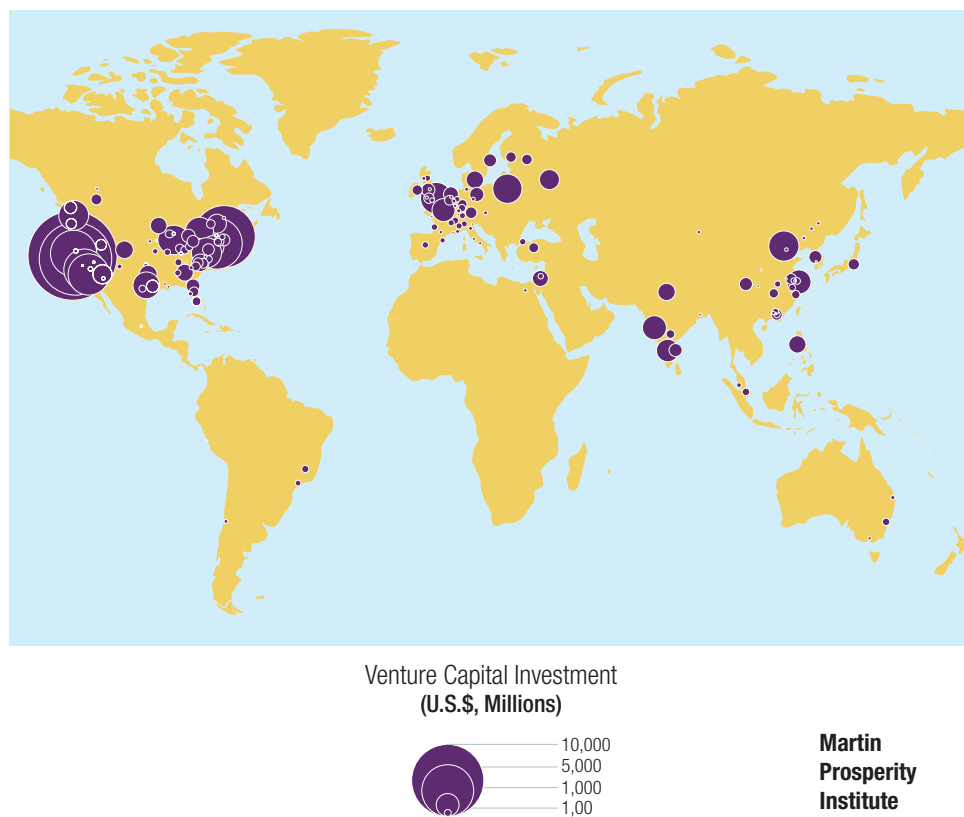 Venture Capital Investment
(U.S.$, Millions)
10,000
5,000
1,000
1,00
Martin
Prosperity
Institute